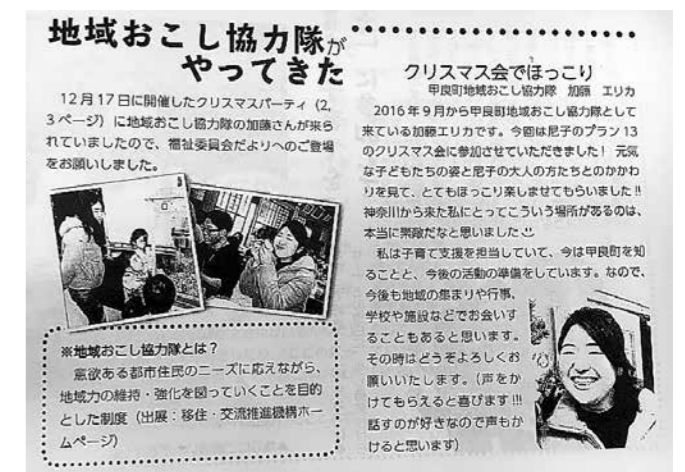 地域おこし協力隊が
やってきた
12月17日に開催したクリスマスパーティ（2,
3ページ）に地域おこし協力隊の加藤さんが来ら
れていましたので、福祉委員会だよりへのご登場
をお願いしました。
※地域おこし協力隊とは？
意欲ある都市住民のニーズに応えながら、
地域力の維持・強化を図っていくことを目的
とした制度（出展：移住・交流推進機構ホー
ムページ）
クリスマス会でほっこり
甲良町地域おこし協力隊　加藤　エリカ
2016年9月から甲良町地域おこし協力隊として
来ている加藤エリカです。今回は尼子のプラン13
のクリスマス会に参加させていただきました！ 元気
な子どもたちの姿と尼子の大人の方たちとのかかわ
りを見て、とてもほっこり楽しませてもらいました!!
神奈川から来た私にとってこういう場所があるのは、
本当に素敵だなと思いました
私は子育て支援を担当していて、今は甲良町を知
ることと、今後の活動の準備をしています。なので、
今後も地域の集まりや行事、
学校や施設などでお会いす
ることもあると思います。
その時はどうぞよろしくお
願いいたします。（声をか
けてもらえると喜びます!!!
話すのが好きなので声もか
けると思います）